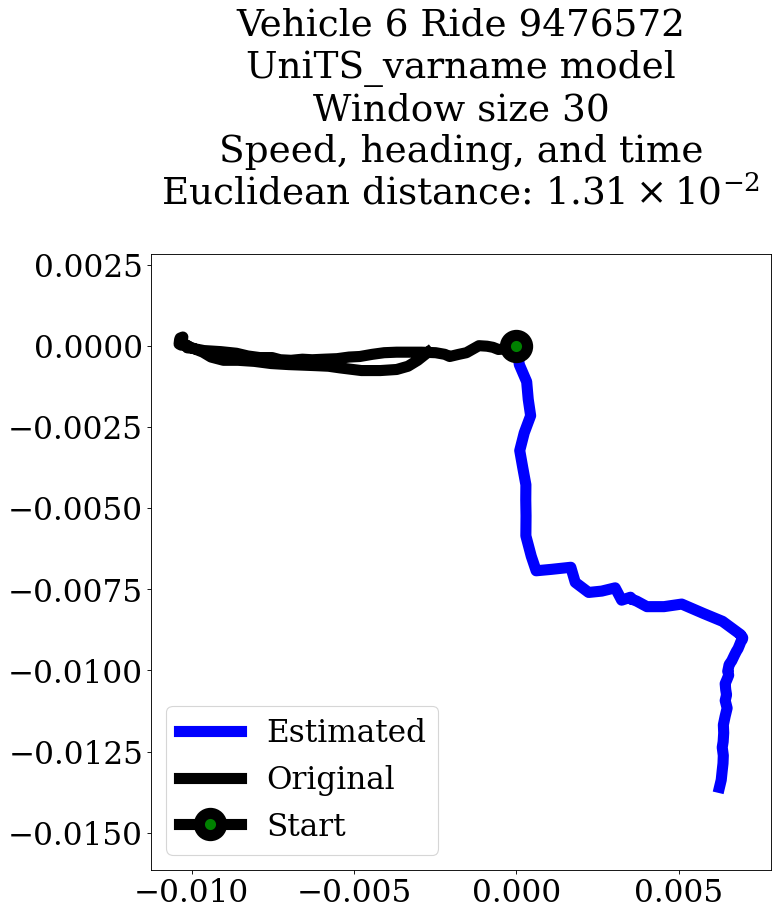 Vehicle 6 Ride 9476572
UniTS_varname model
Window size 30
Speed, heading, and time
Euclidean distance: 1.31 × 10⁻²
0.0025
0.0000
−0.0025
−0.0050
−0.0075
−0.0100
−0.0125
−0.0150
Estimated
Original
Start
−0.010 −0.005 0.000 0.005